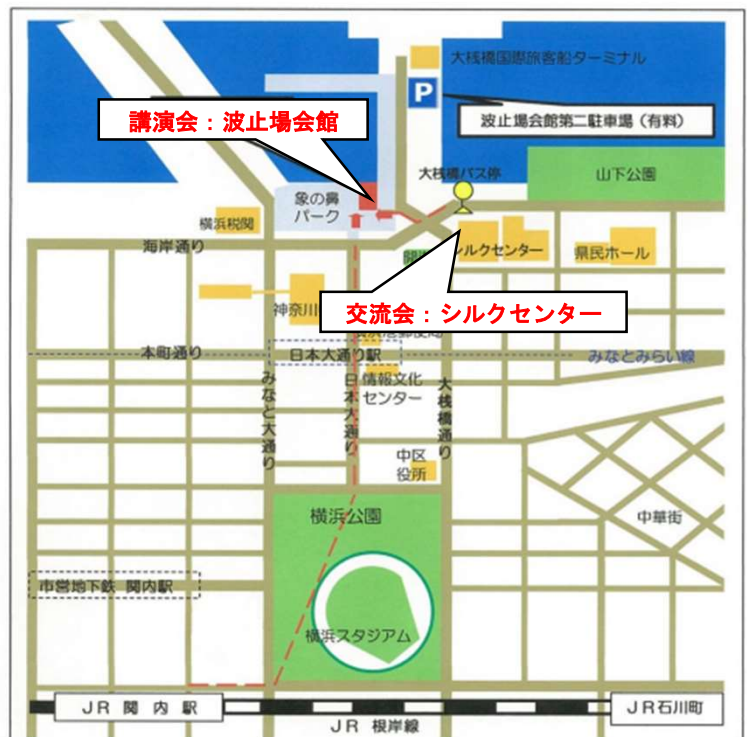 大桟橋国際旅客船ターミナル
P
講演会：波止場会館
波止場会館第二駐車場（有料）
大桟橋バス停
山下公園
象の鼻
パーク
横浜税関
海岸通り
シルクセンター
県民ホール
神奈川
交流会：シルクセンター
本町通り
日本大通り駅
みなとみらい線
みなと大通り
日本大通り
情報文化
センター
大桟橋通り
中区
役所
横浜公園
中華街
市営地下鉄 関内駅
横浜スタジアム
JR 関内駅
JR石川町
JR 根岸線